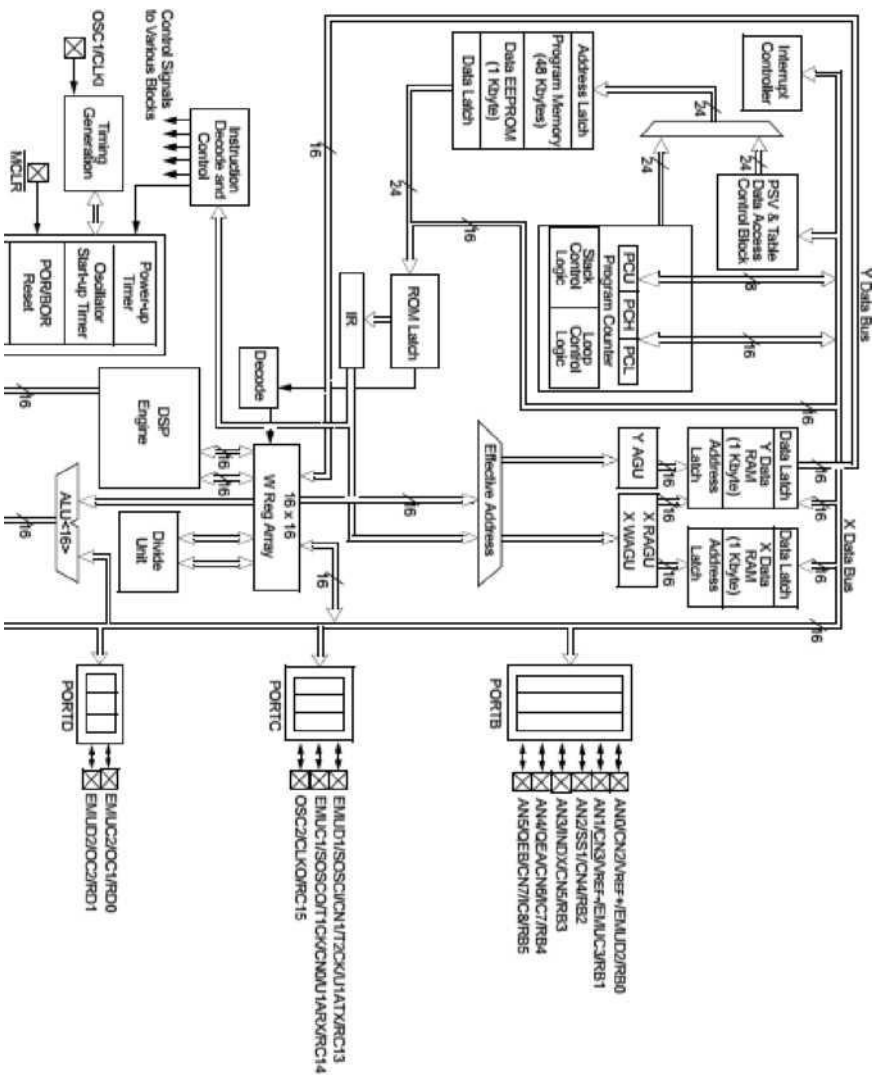 Y Data Bus
X Data Bus
Interrupt
Controller
PSV & Table
Data Access
Control Block
8
16
16
16
16
16
16
Data Latch
Y Data
RAM
(1 Kbyte)
Address
Latch
Data Latch
X Data
RAM
(1 Kbyte)
Address
Latch
24
24
24
PCU
PCH
PCL
Program Counter
Stack
Control
Logic
Loop
Control
Logic
16
16
16
Y AGU
X RAGU
X WAGU
Address Latch
Program Memory
(48 Kbytes)
Data EEPROM
(1 Kbyte)
Data Latch
Effective Address
16
24
ROM Latch
16
16
IR
Decode
16
16 x 16
W Reg Array
16
16
Instruction
Decode and
Control
Control Signals
to Various Blocks
OSC1/CLKI
Timing
Generation
MCLR
Power-up
Timer
Oscillator
Start-up Timer
POR/BOR
Reset
DSP
Engine
Divide
Unit
ALU<16>
16
16
AN0/CN2/VREF+/EMUD2/RB0
AN1/CN3/VREF-/EMUC3/RB1
AN2/SS1/CN4/RB2
AN3/INDX/CN5/RB3
AN4/QEA/CN6/IC7/RB4
AN5/QEB/CN7/IC8/RB5
PORTB
EMUD1/SOSCI/CN1/T2CK/U1ATX/RC13
EMUC1/SOSCO/T1CK/CN0/U1ARX/RC14
OSC2/CLKO/RC15
PORTC
EMUC2/OC1/RD0
EMUD2/OC2/RD1
PORTD